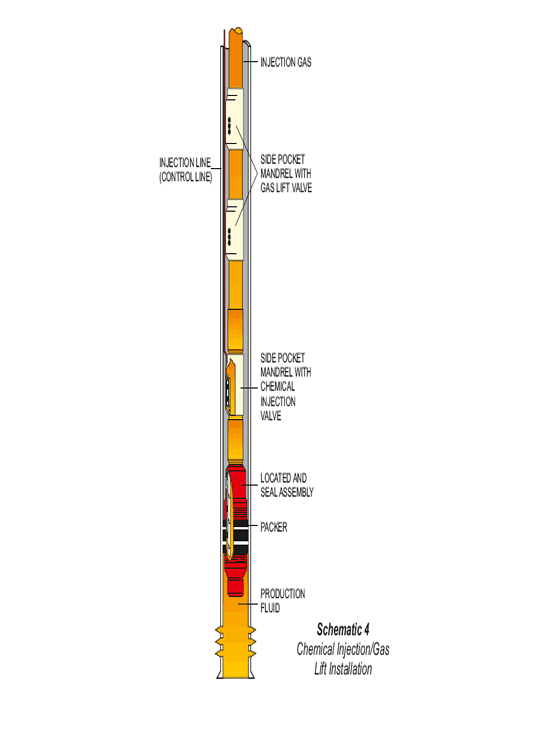 INJECTION GAS
INJECTION LINE
(CONTROL LINE)
SIDE POCKET
MANDREL WITH
GAS LIFT VALVE
SIDE POCKET
MANDREL WITH
CHEMICAL
INJECTION
VALVE
LOCATED AND
SEAL ASSEMBLY
PACKER
PRODUCTION
FLUID
Schematic 4
Chemical Injection/Gas
Lift Installation